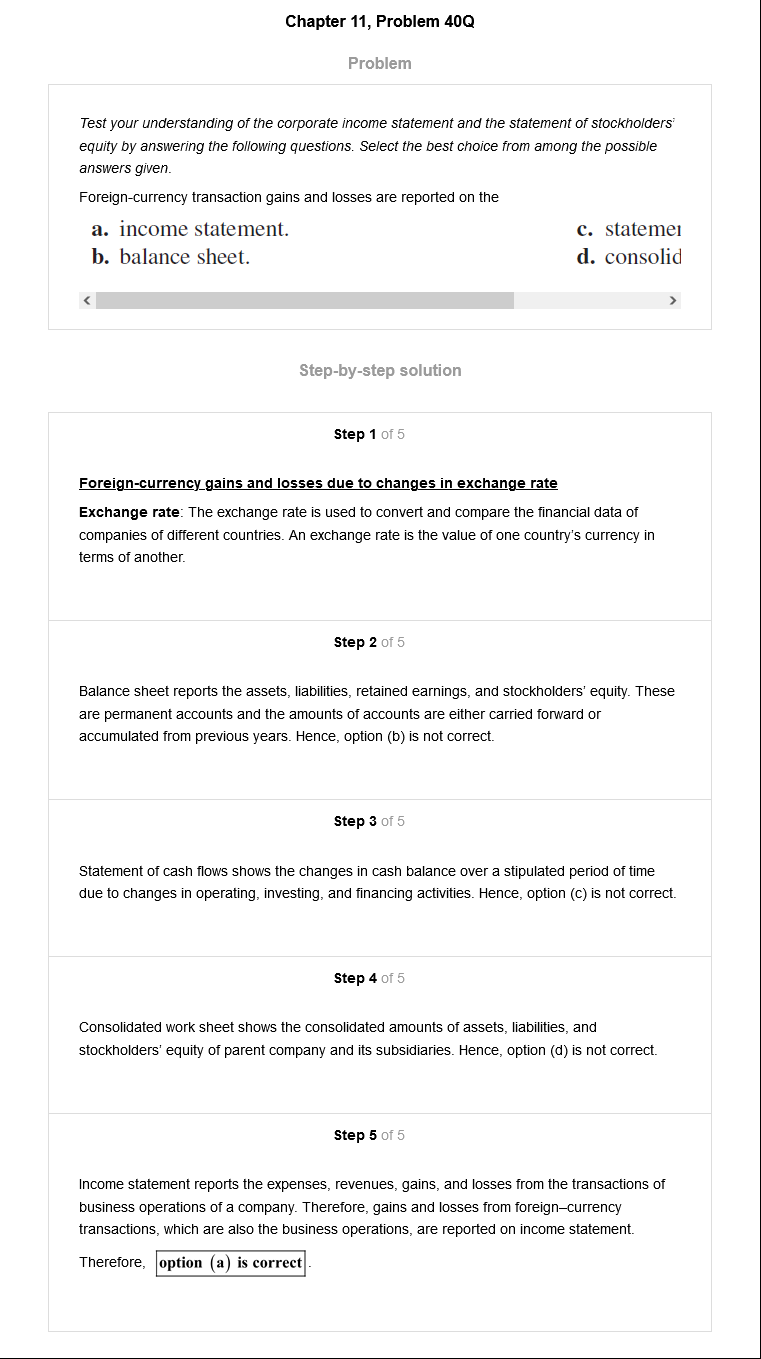 Chapter 11, Problem 40Q
Problem
Test your understanding of the corporate income statement and the statement of stockholders'
equity by answering the following questions. Select the best choice from among the possible
answers given.
Foreign-currency transaction gains and losses are reported on the
a. income statement.
b. balance sheet.
c.
d.
Step-by-step solution
Step 1 of 5
Foreign-currency gains and losses due to changes in exchange rate
Exchange rate: The exchange rate is used to convert and compare the financial data of
companies of different countries. An exchange rate is the value of one country's currency in
terms of another.
Step 2 of 5
Balance sheet reports the assets, liabilities, retained earnings, and stockholders' equity. These
are permanent accounts and the amounts of accounts are either carried forward or
accumulated from previous years. Hence, option (b) is not correct.
Step 3 of 5
Statement of cash flows shows the changes in cash balance over a stipulated period of time
due to changes in operating, investing, and financing activities. Hence, option (c) is not correct.
Step 4 of 5
Consolidated work sheet shows the consolidated amounts of assets, liabilities, and
stockholders' equity of parent company and its subsidiaries. Hence, option (d) is not correct.
Step 5 of 5
Income statement reports the expenses, revenues, gains, and losses from the transactions of
business operations of a company. Therefore, gains and losses from foreign–currency
transactions, which are also the business operations, are reported on income statement.
Therefore, option (a) is correct.